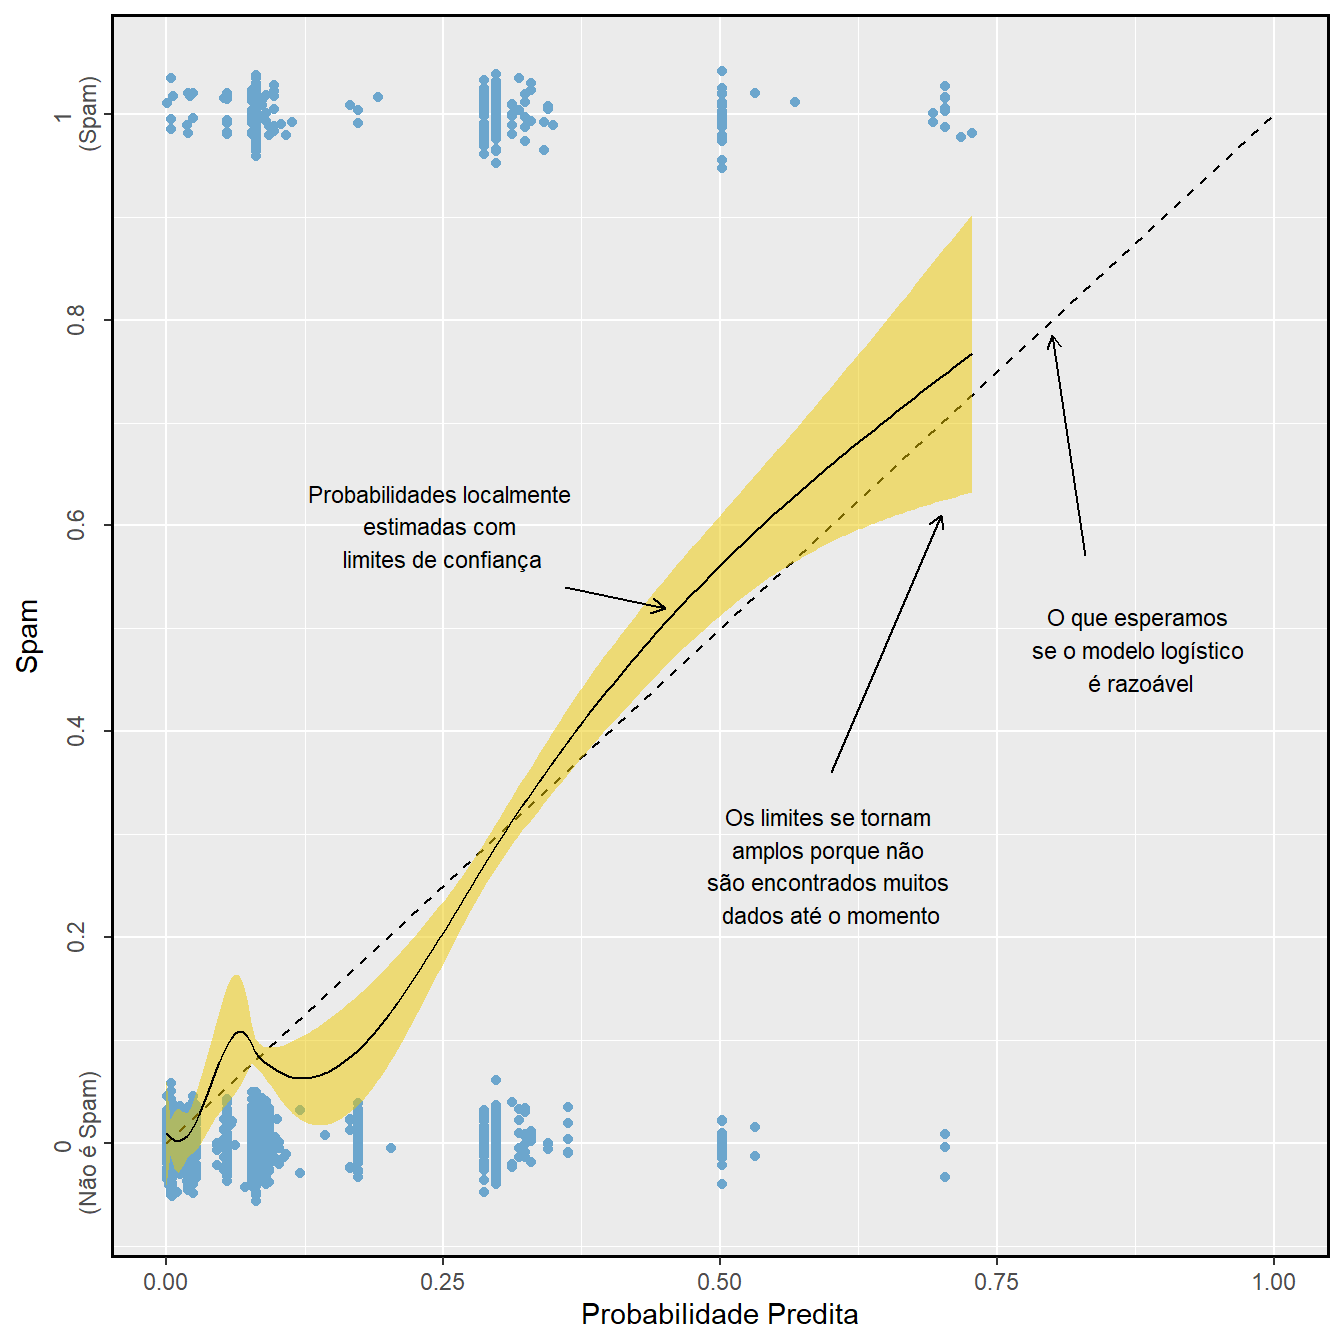 1
(Spam)
0.8
0.6
0.4
0.2
0
(Não é Spam)
Spam
Probabilidades localmente
estimadas com
limites de confiança
O que esperamos
se o modelo logístico
é razoável
Os limites se tornam
amplos porque não
são encontrados muitos
dados até o momento
0.00
0.25
0.50
0.75
1.00
Probabilidade Predita